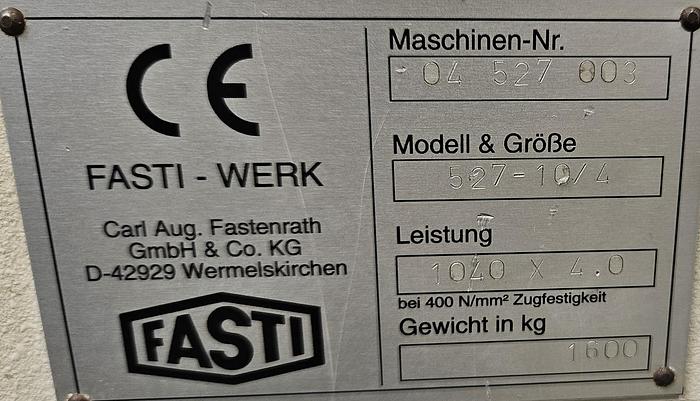 CE
FASTI - WERK
Carl Aug. Fastenrath
GmbH & Co. KG
D-42929 Wermelskirchen
FASTI
Maschinen-Nr.
04 527 003
Modell & Größe
527-10/4
Leistung
1040 X 4.0
bei 400 N/mm² Zugfestigkeit
Gewicht in kg
1600